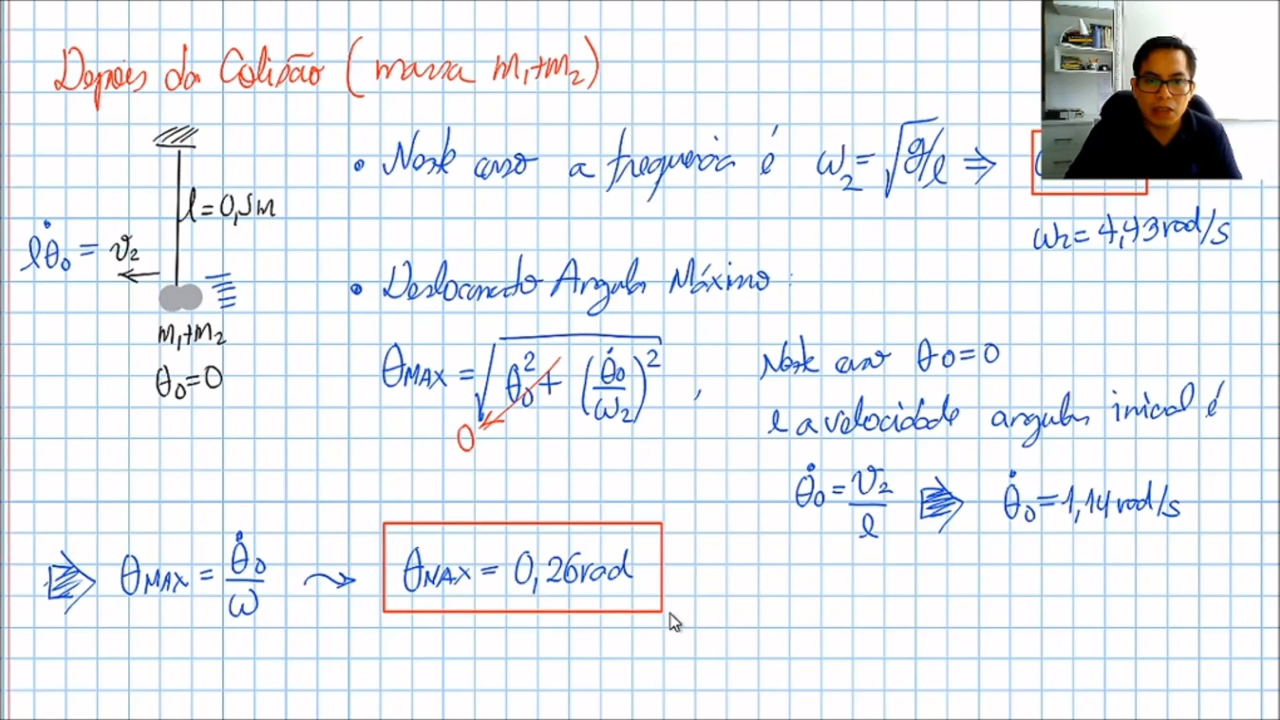 Depois da Colisão (massa m₁+m₂)
• Neste caso a frequência é ω₂ = √g/l ⇒
l = 0,5m
ω₂ = 4,43 rad/s
lθ̇₀ = v₂
• Deslocamento Angular Máximo:
m₁+m₂
θ₀ = 0
θMAX = √(θ₀² + (θ̇₀/ω₂)²) ,
0
Neste caso θ0 = 0
e a velocidade angular inicial é
θ̇₀ = v₂/l ⇒ θ̇₀ = 1,14 rad/s
⇒ θMAX = θ̇₀/ω ⤳ θMAX = 0,26 rad